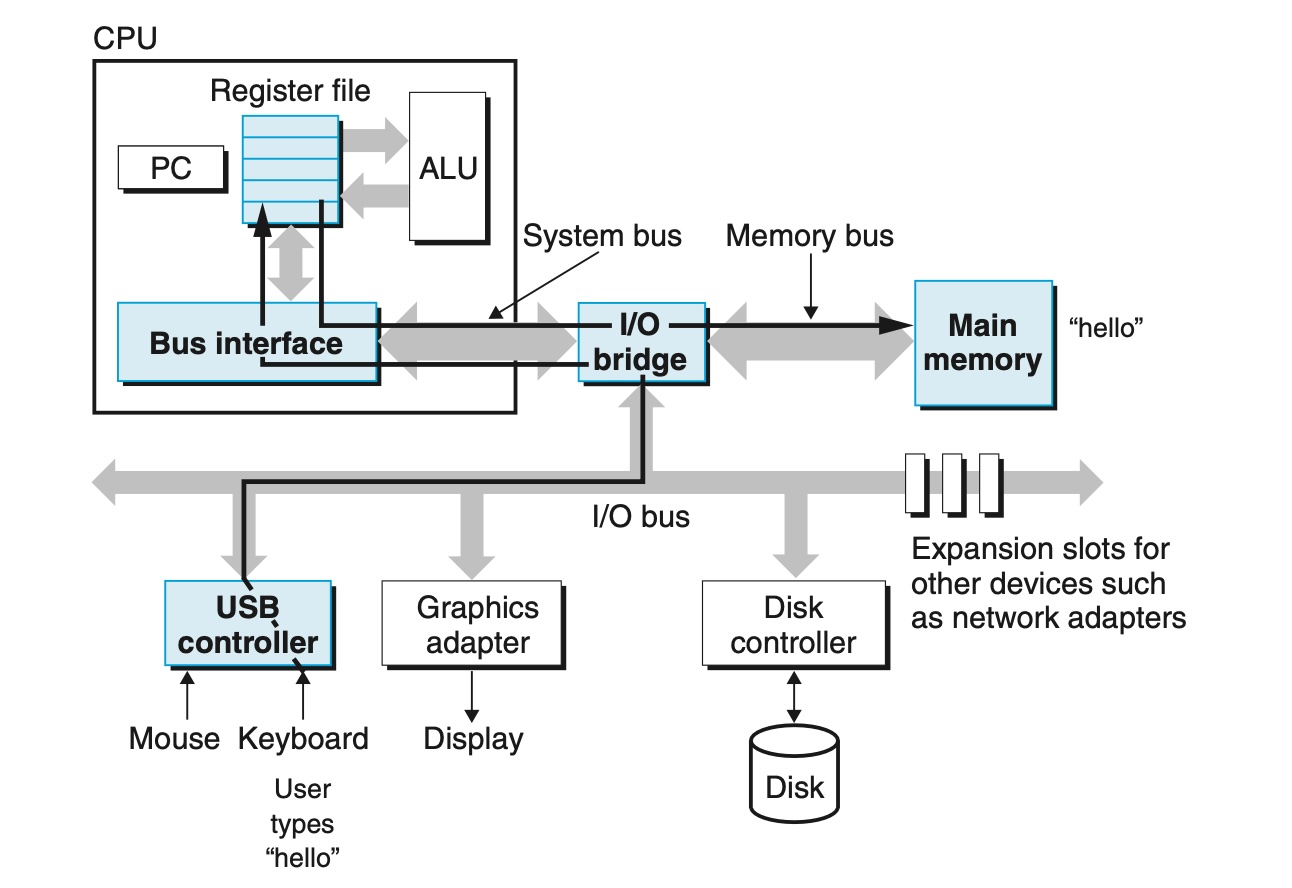 CPU
Register file
PC
ALU
System bus
Memory bus
Bus interface
I/O
bridge
Main
memory
“hello”
I/O bus
Expansion slots for
other devices such
as network adapters
USB
controller
Graphics
adapter
Disk
controller
Mouse
Keyboard
Display
Disk
User
types
“hello”